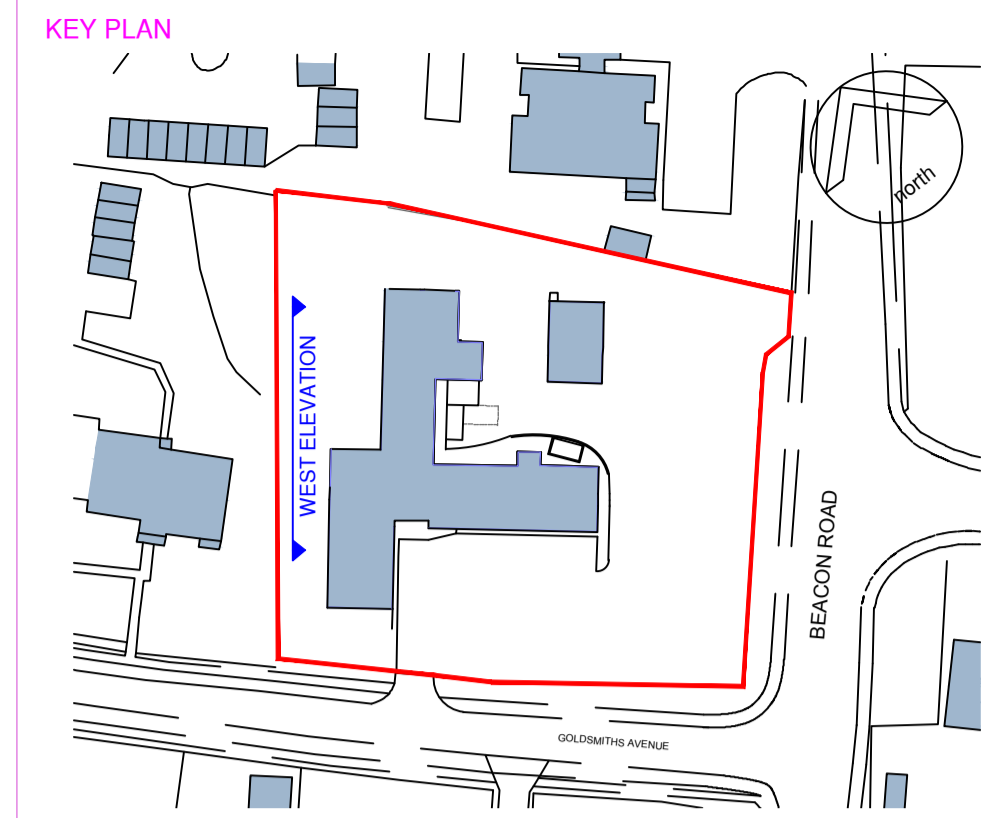 KEY PLAN
north
WEST ELEVATION
BEACON ROAD
GOLDSMITHS AVENUE